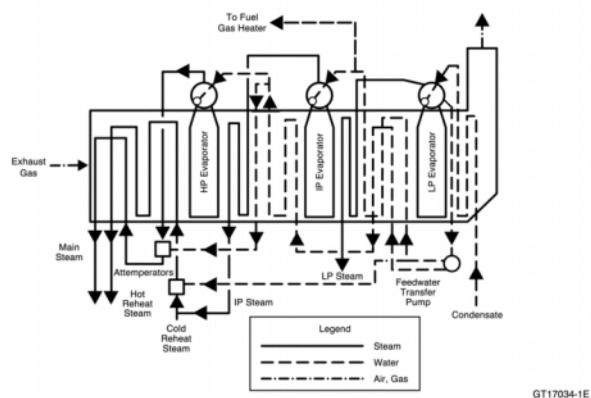 To Fuel
Gas Heater
HP Evaporator
IP Evaporator
LP Evaporator
Exhaust
Gas
Main
Steam
Attemperators
Hot
Reheat
Steam
Cold
Reheat
Steam
IP Steam
LP Steam
Feedwater
Transfer
Pump
Condensate
Legend
Steam
Water
Air, Gas
GT17034-1E